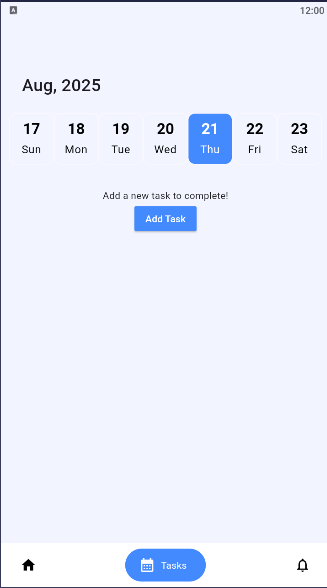 12:00
Aug, 2025
17 18 19 20 21 22 23
Sun Mon Tue Wed Thu Fri Sat
Add a new task to complete!
Add Task
Tasks